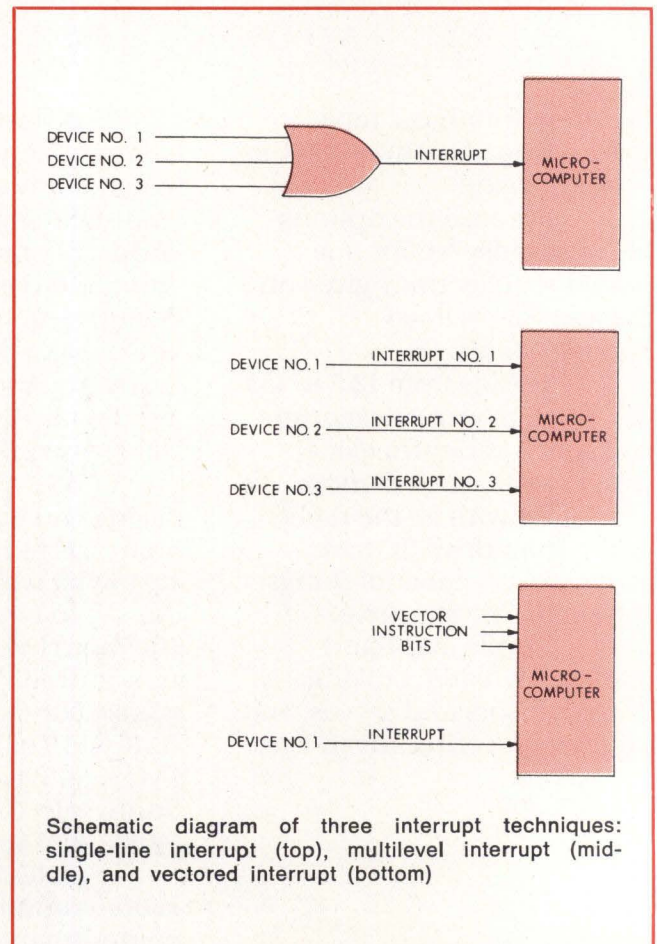 DEVICE NO. 1
DEVICE NO. 2
DEVICE NO. 3
INTERRUPT
MICRO-
COMPUTER
DEVICE NO. 1
INTERRUPT NO. 1
DEVICE NO. 2
INTERRUPT NO. 2
DEVICE NO. 3
INTERRUPT NO. 3
MICRO-
COMPUTER
VECTOR
INSTRUCTION
BITS
DEVICE NO. 1
INTERRUPT
MICRO-
COMPUTER
Schematic diagram of three interrupt techniques:
single-line interrupt (top), multilevel interrupt (mid-
dle), and vectored interrupt (bottom)